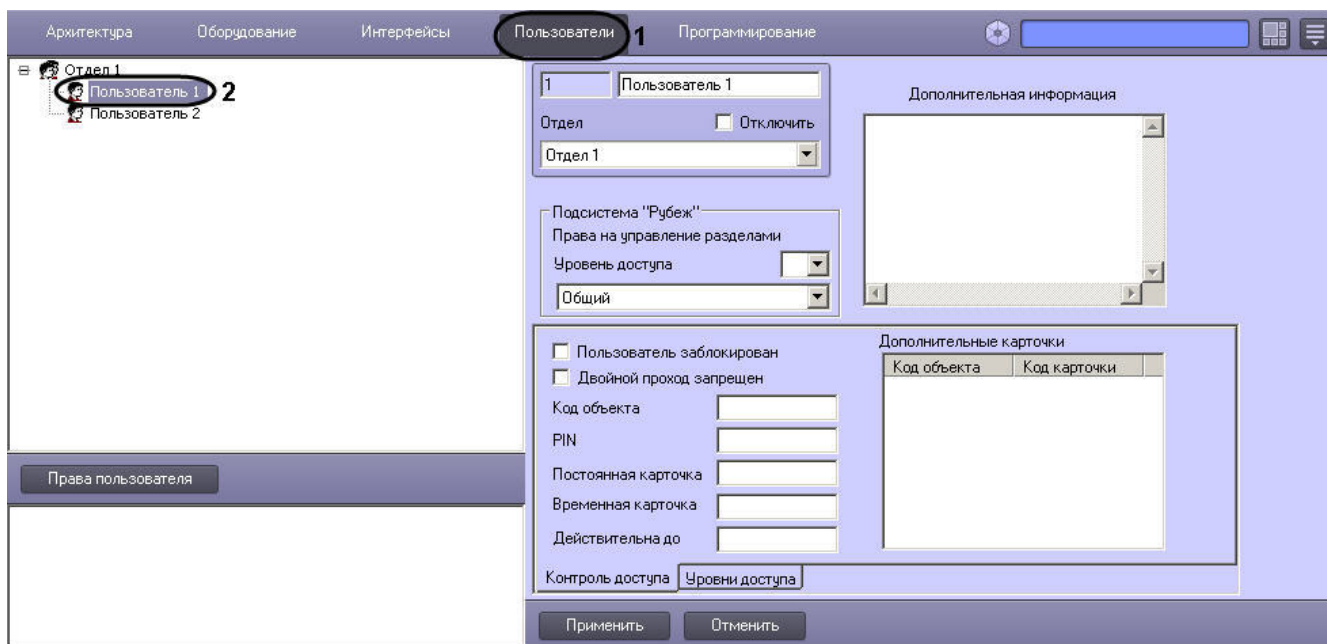 Архитектура Оборудование Интерфейсы Пользователи 1 Программирование
Отдел 1
Пользователь 1 2
Пользователь 2
Права пользователя
1 Пользователь 1
Отдел Отключить
Отдел 1
Дополнительная информация
Подсистема "Рубеж"
Права на управление разделами
Уровень доступа
Общий
Пользователь заблокирован
Двойной проход запрещен
Код объекта
PIN
Постоянная карточка
Временная карточка
Действительна до
Дополнительные карточки
Код объекта Код карточки
Контроль доступа Уровни доступа
Применить Отменить